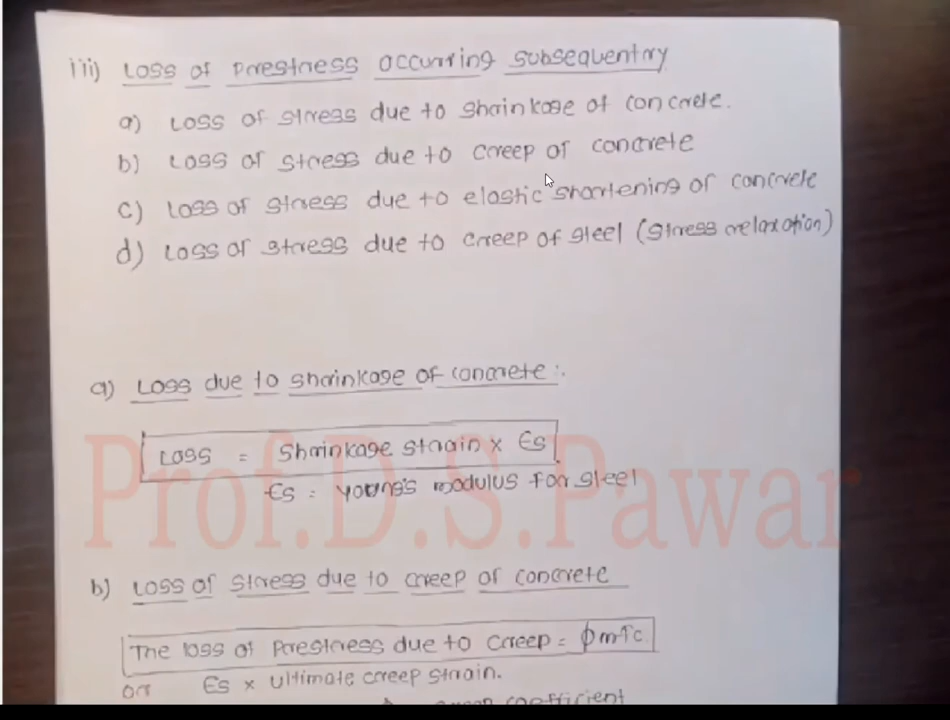 iii) Loss of prestress occurring subsequently
a) Loss of stress due to shrinkage of concrete.
b) Loss of stress due to creep of concrete
c) Loss of stress due to elastic shortening of concrete
d) Loss of stress due to creep of steel (stress relaxation)
a) Loss due to shrinkage of concrete :.
Loss = Shrinkage strain x Es
Es = young's modulus for steel
Prof.D.S.Pawar
b) Loss of stress due to creep of concrete
The loss of Prestress due to creep = ϕmfc
or Es x ultimate creep strain.
coefficient